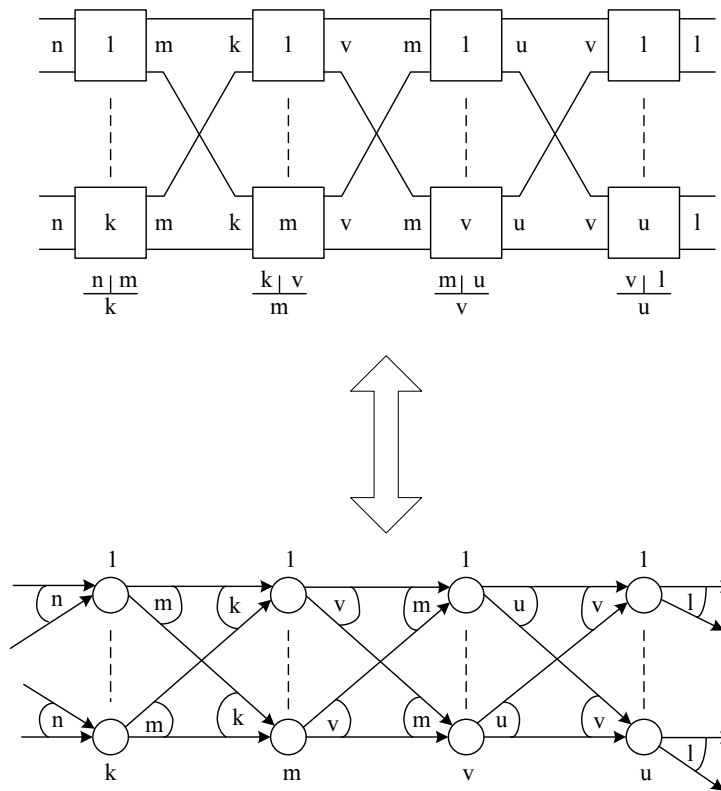 n 1 m k 1 v m 1 u v 1 l
n k m k m v m v u v u l
n | m k | v m | u v | l
k m v u
1 1 1 1
n m k v m u v l
n m k v m u v l
k m v u